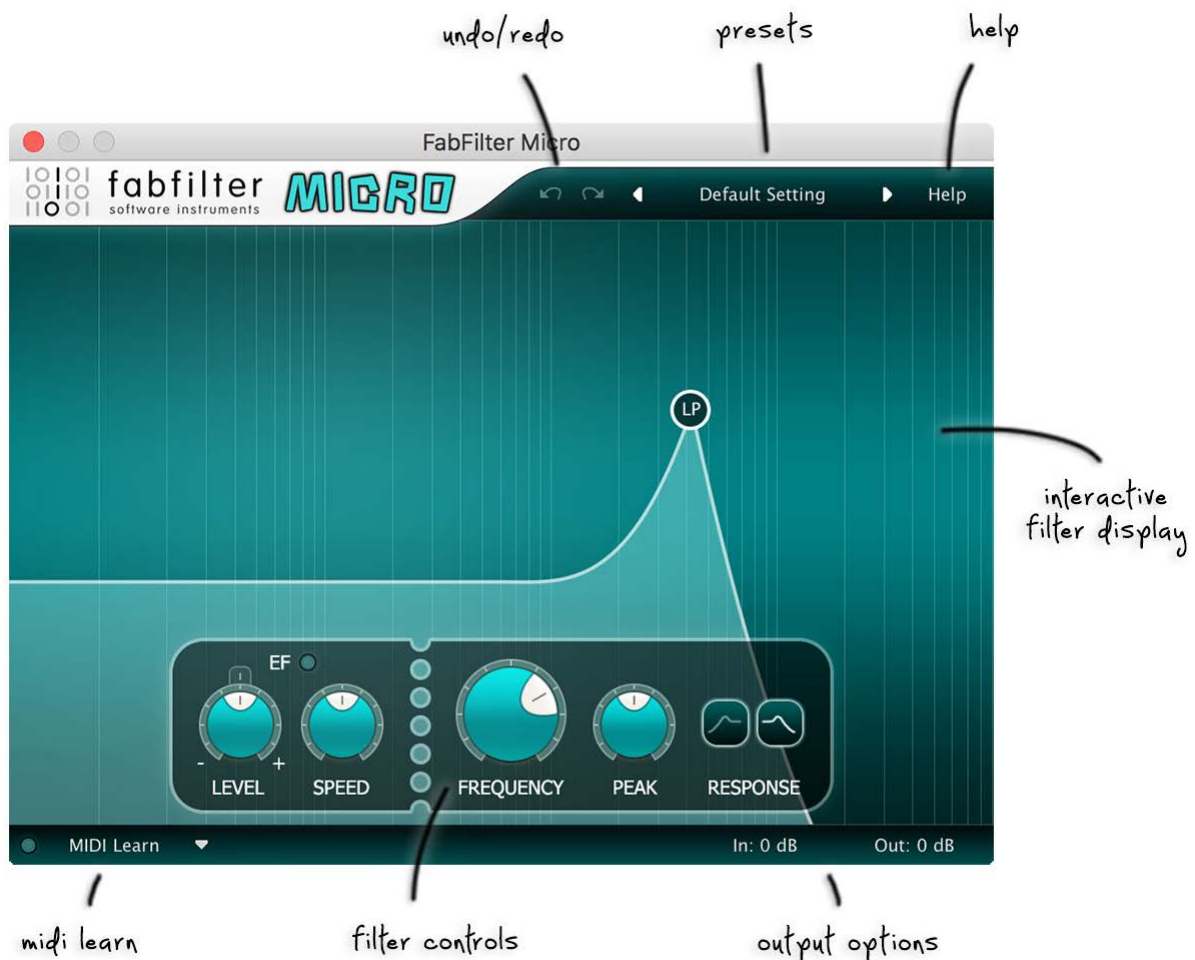 undo/redo
presets
help
FabFilter Micro
fabfilter
software instruments
MICRO
Default Setting
Help
LP
interactive
filter display
EF
- +
LEVEL
SPEED
FREQUENCY
PEAK
RESPONSE
MIDI Learn
In: 0 dB
Out: 0 dB
midi learn
filter controls
output options